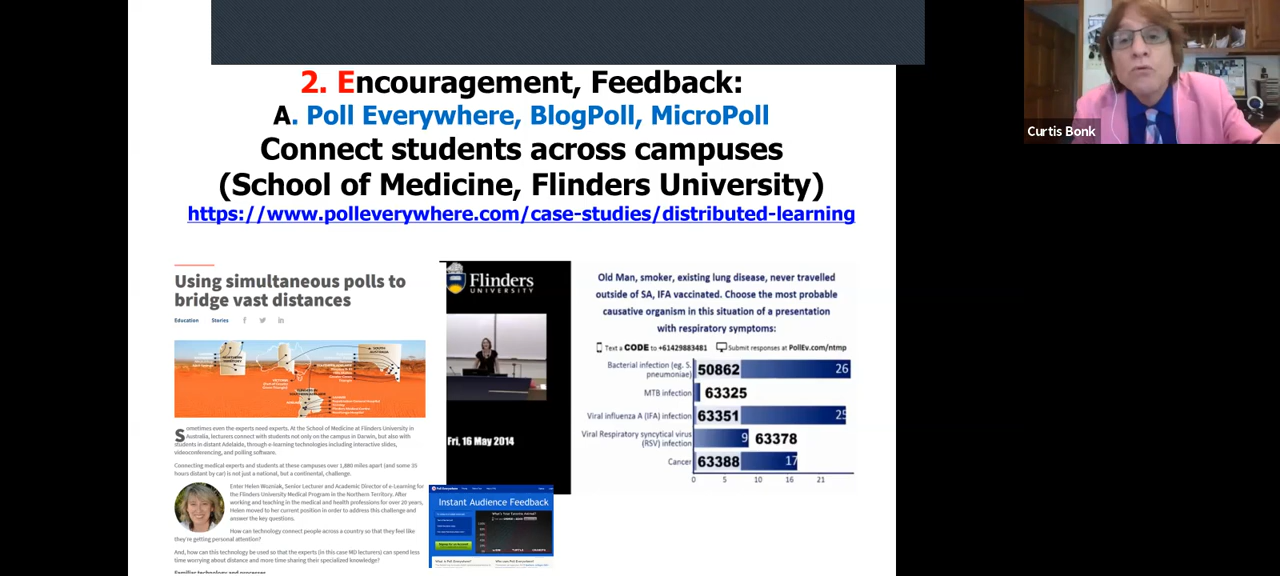 2. Encouragement, Feedback:
A. Poll Everywhere, BlogPoll, MicroPoll
Connect students across campuses
(School of Medicine, Flinders University)
https://www.polleverywhere.com/case-studies/distributed-learning
Curtis Bonk
Using simultaneous polls to
bridge vast distances
Education Stories
NORTHERN
TERRITORY
SOUTH
AUSTRALIA
Sometimes even the experts need experts. At the School of Medicine at Flinders University in
Australia, lecturers connect with students not only on the campus in Darwin, but also with
students in distant Adelaide, through e-learning technologies including interactive slides,
videoconferencing, and polling software.
Connecting medical experts and students at these campuses over 1,880 miles apart (and some 35
hours distant by car) is not just a national, but a continental, challenge.
Enter Helen Wozniak, Senior Lecturer and Academic Director of e-Learning for
the Flinders University Medical Program in the Northern Territory. After
working and teaching in the medical and health professions for over 20 years,
Helen moved to her current position in order to address this challenge and
answer the key questions.
How can technology connect people across a country so that they feel like
they're getting personal attention?
And, how can this technology be used so that the experts (in this case MD lecturers) can spend less
time worrying about distance and more time sharing their specialized knowledge?
Familiar technology and processes
Flinders
UNIVERSITY
Fri, 16 May 2014
Instant Audience Feedback
Old Man, smoker, existing lung disease, never travelled
outside of SA, IFA vaccinated. Choose the most probable
causative organism in this situation of a presentation
with respiratory symptoms:
Text a CODE to +61429883481 Submit responses at PollEv.com/ntmp
Bacterial infection (eg. S.
pneumoniae) 50862 26
MTB infection 63325
Viral influenza A (IFA) infection 63351 25
Viral Respiratory syncytical virus
(RSV) infection 9 63378
Cancer 63388 17
0 5 10 16 21